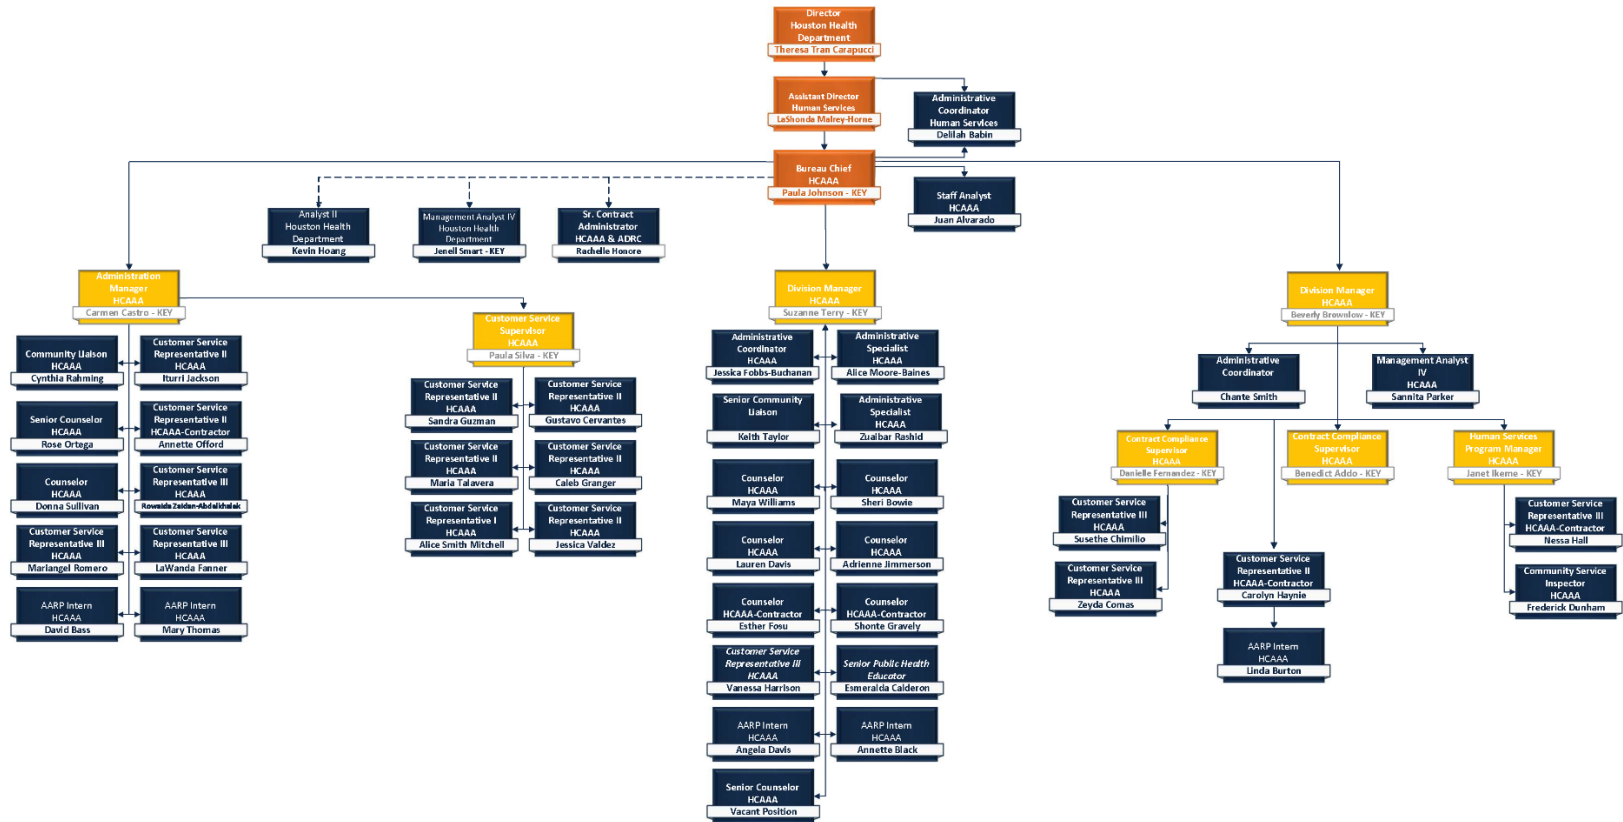 Director
Houston Health
Department
Theresa Tran Carapucci
Assistant Director
Human Services
LaShonda Malrey-Horne
Administrative
Coordinator
Human Services
Delilah Babin
Bureau Chief
HCAAA
Paula Johnson - KEY
Staff Analyst
HCAAA
Juan Alvarado
Analyst II
Houston Health
Department
Kevin Hoang
Management Analyst IV
Houston Health
Department
Jenell Smart - KEY
Sr. Contract
Administrator
HCAAA & ADRC
Rachelle Honore
Administration
Manager
HCAAA
Carmen Castro - KEY
Customer Service
Supervisor
HCAAA
Paula Silva - KEY
Division Manager
HCAAA
Suzanne Terry - KEY
Division Manager
HCAAA
Beverly Brownlow - KEY
Community Liaison
HCAAA
Cynthia Rahming
Customer Service
Representative II
HCAAA
Iturri Jackson
Senior Counselor
HCAAA
Rose Ortega
Customer Service
Representative II
HCAAA-Contractor
Annette Offord
Counselor
HCAAA
Donna Sullivan
Customer Service
Representative III
HCAAA
Rowaida Zaidan-Abdelkhalek
Customer Service
Representative III
HCAAA
Mariangel Romero
Customer Service
Representative III
HCAAA
LaWanda Fanner
AARP Intern
HCAAA
David Bass
AARP Intern
HCAAA
Mary Thomas
Customer Service
Representative II
HCAAA
Sandra Guzman
Customer Service
Representative II
HCAAA
Gustavo Cervantes
Customer Service
Representative II
HCAAA
Maria Talavera
Customer Service
Representative II
HCAAA
Caleb Granger
Customer Service
Representative I
HCAAA
Alice Smith Mitchell
Customer Service
Representative II
HCAAA
Jessica Valdez
Administrative
Coordinator
HCAAA
Jessica Fobbs-Buchanan
Administrative
Specialist
HCAAA
Alice Moore-Baines
Senior Community
Liaison
Keith Taylor
Administrative
Specialist
HCAAA
Zualbar Rashid
Counselor
HCAAA
Maya Williams
Counselor
HCAAA
Sheri Bowie
Counselor
HCAAA
Lauren Davis
Counselor
HCAAA
Adrienne Jimmerson
Counselor
HCAAA-Contractor
Esther Fosu
Counselor
HCAAA-Contractor
Shonte Gravely
Customer Service
Representative III
HCAAA
Vanessa Harrison
Senior Public Health
Educator
Esmeralda Calderon
AARP Intern
HCAAA
Angela Davis
AARP Intern
HCAAA
Annette Black
Senior Counselor
HCAAA
Vacant Position
Administrative
Coordinator
Chante Smith
Management Analyst
IV
HCAAA
Sannita Parker
Contract Compliance
Supervisor
HCAAA
Danielle Fernandez - KEY
Contract Compliance
Supervisor
HCAAA
Benedict Addo - KEY
Human Services
Program Manager
HCAAA
Janet Ikeme - KEY
Customer Service
Representative III
HCAAA
Susethe Chimilio
Customer Service
Representative III
HCAAA
Zeyda Comas
Customer Service
Representative II
HCAAA-Contractor
Carolyn Haynie
AARP Intern
HCAAA
Linda Burton
Customer Service
Representative III
HCAAA-Contractor
Nessa Hall
Community Service
Inspector
HCAAA
Frederick Dunham